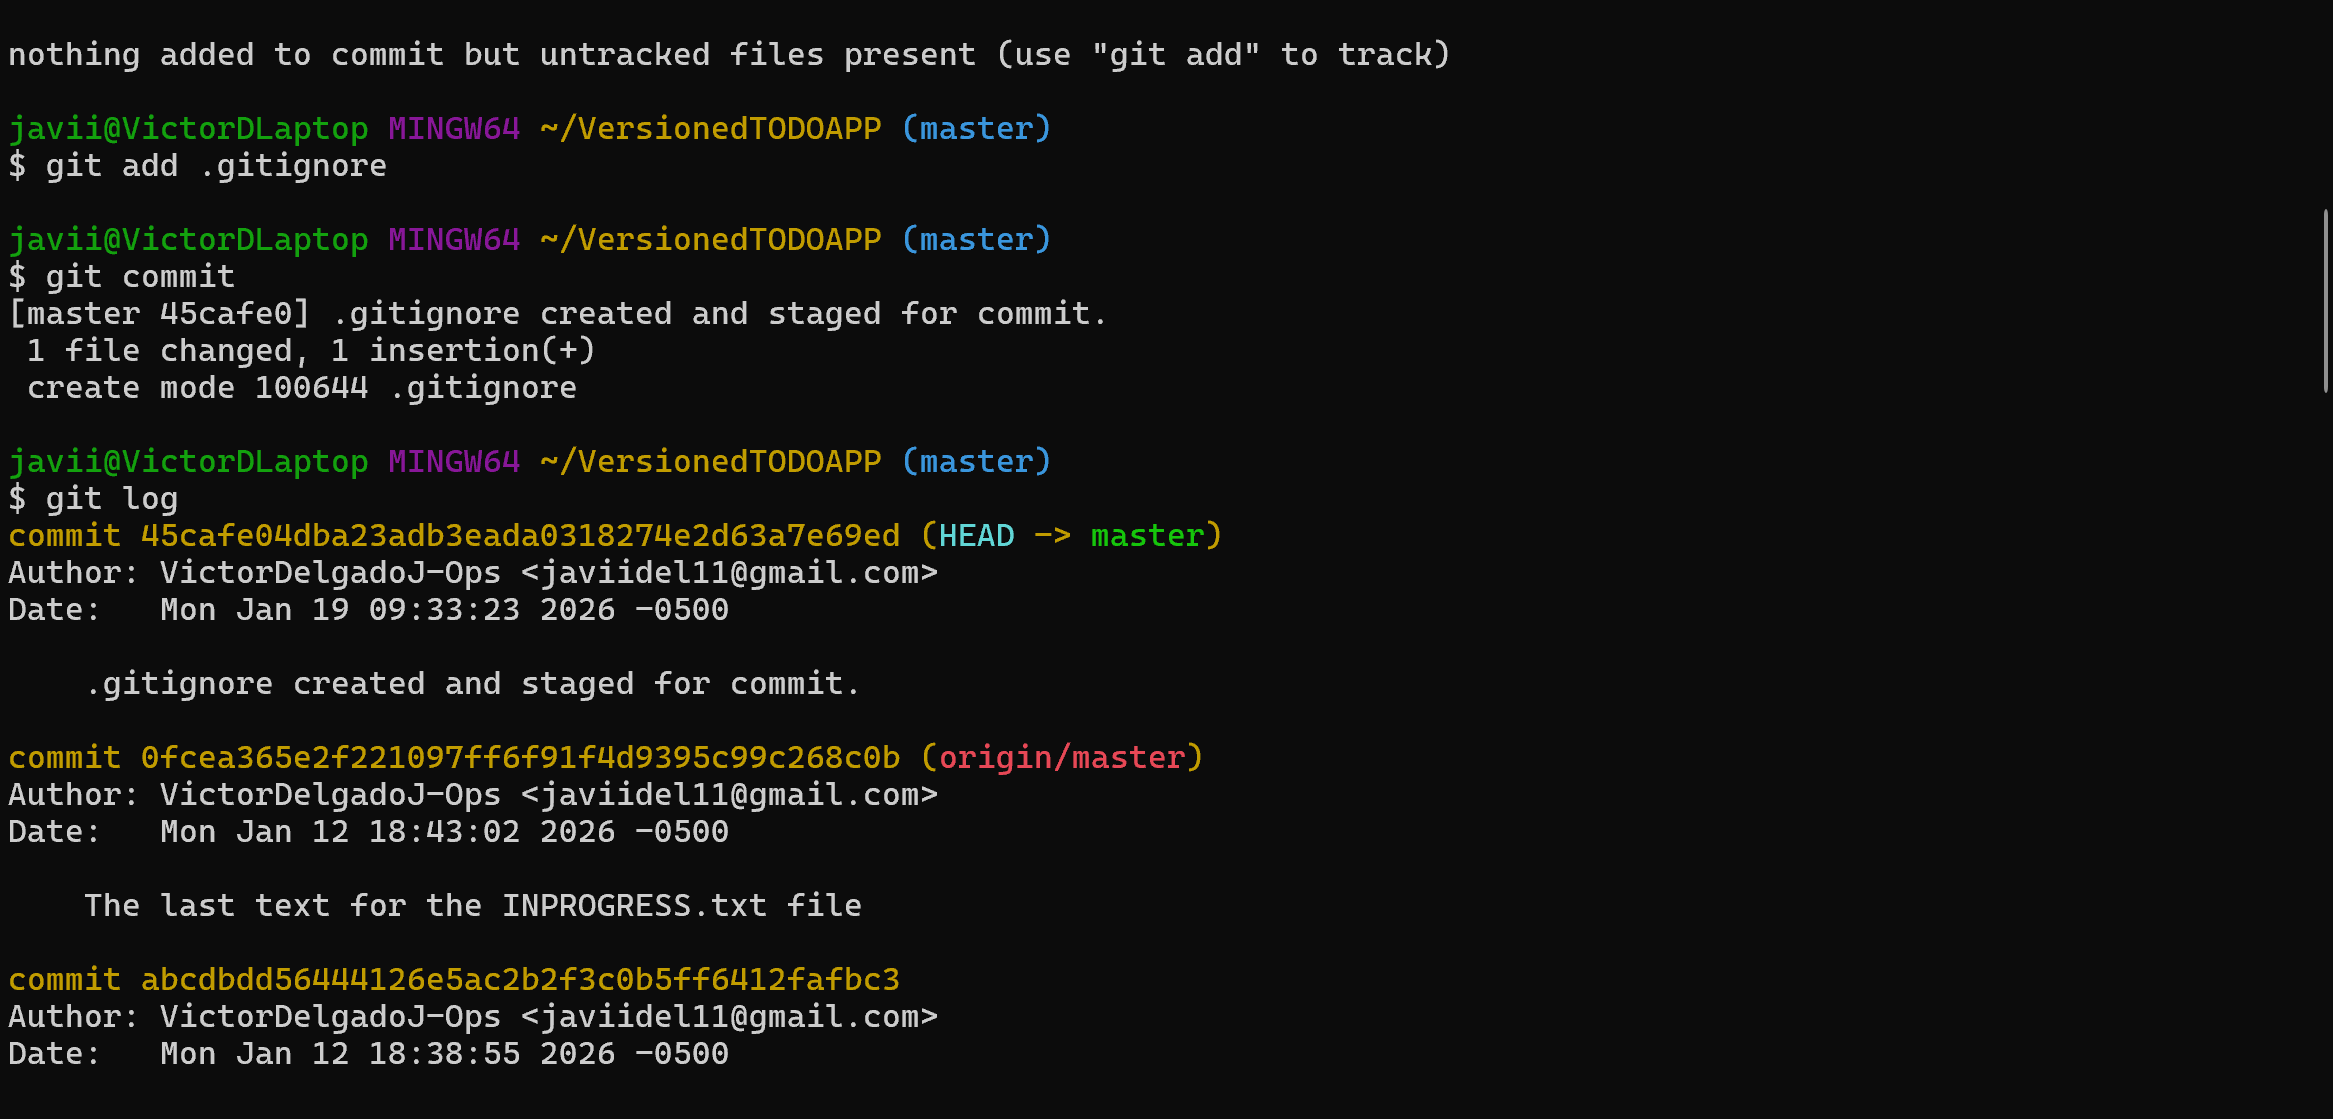 nothing added to commit but untracked files present (use "git add" to track)
javii@VictorDLaptop MINGW64 ~/VersionedTODOAPP (master)
$ git add .gitignore
javii@VictorDLaptop MINGW64 ~/VersionedTODOAPP (master)
$ git commit
[master 45cafe0] .gitignore created and staged for commit.
 1 file changed, 1 insertion(+)
 create mode 100644 .gitignore
javii@VictorDLaptop MINGW64 ~/VersionedTODOAPP (master)
$ git log
commit 45cafe04dba23adb3eada0318274e2d63a7e69ed (HEAD -> master)
Author: VictorDelgadoJ-Ops <javiidel11@gmail.com>
Date:   Mon Jan 19 09:33:23 2026 -0500
    .gitignore created and staged for commit.
commit 0fcea365e2f221097ff6f91f4d9395c99c268c0b (origin/master)
Author: VictorDelgadoJ-Ops <javiidel11@gmail.com>
Date:   Mon Jan 12 18:43:02 2026 -0500
    The last text for the INPROGRESS.txt file
commit abcdbdd56444126e5ac2b2f3c0b5ff6412fafbc3
Author: VictorDelgadoJ-Ops <javiidel11@gmail.com>
Date:   Mon Jan 12 18:38:55 2026 -0500